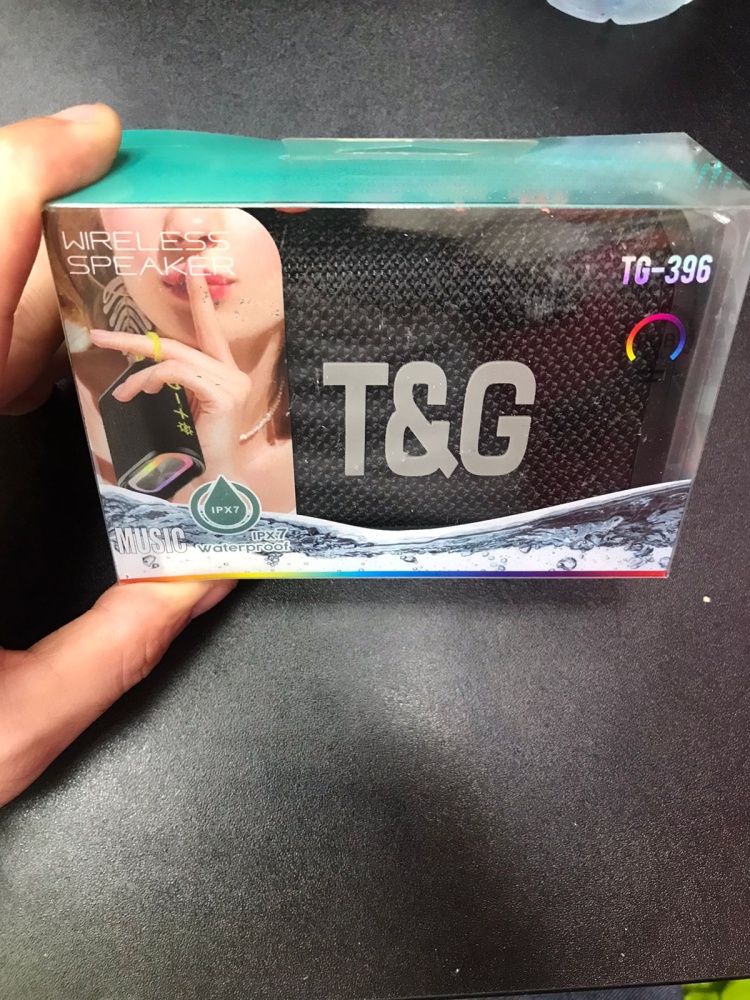 WIRELESS
SPEAKER
TG-396
T&G
IPX7
MUSIC
IPX7
waterproof